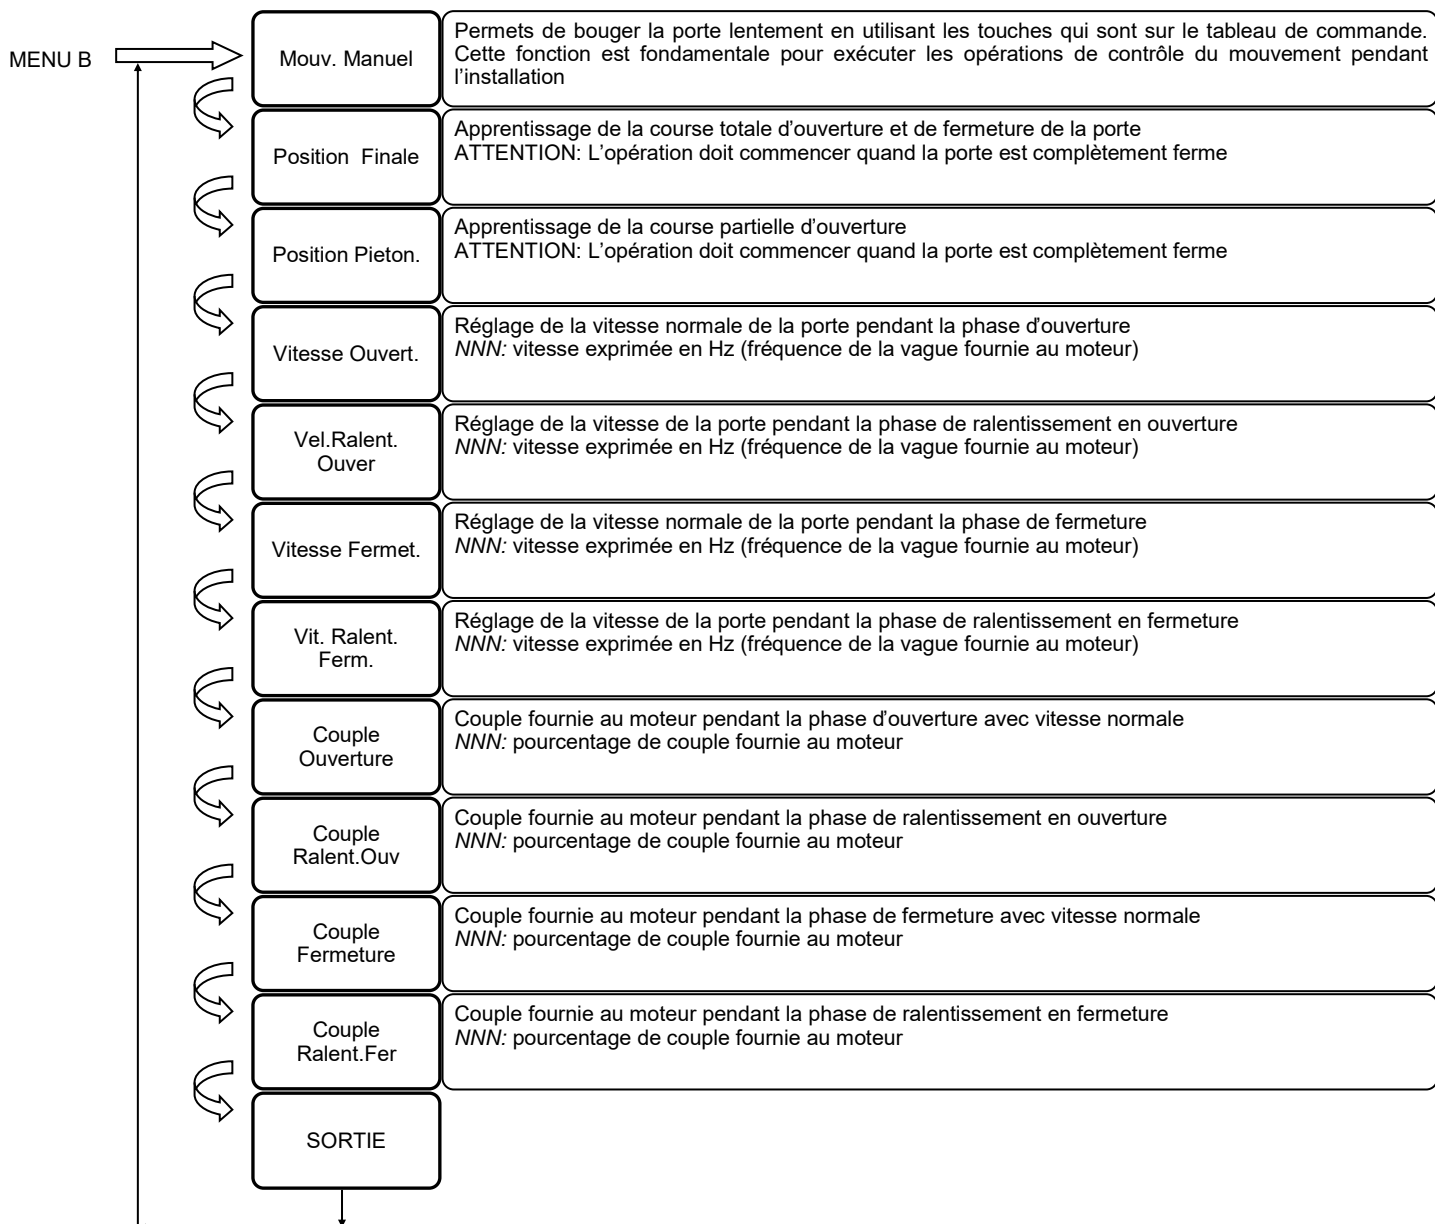 MENU B
Mouv. Manuel
Permets de bouger la porte lentement en utilisant les touches qui sont sur le tableau de commande.
Cette fonction est fondamentale pour exécuter les opérations de contrôle du mouvement pendant
l'installation
Position Finale
Apprentissage de la course totale d'ouverture et de fermeture de la porte
ATTENTION: L'opération doit commencer quand la porte est complètement ferme
Position Pieton.
Apprentissage de la course partielle d'ouverture
ATTENTION: L'opération doit commencer quand la porte est complètement ferme
Vitesse Ouvert.
Réglage de la vitesse normale de la porte pendant la phase d'ouverture
NNN: vitesse exprimée en Hz (fréquence de la vague fournie au moteur)
Vel.Ralent.
Ouver
Réglage de la vitesse de la porte pendant la phase de ralentissement en ouverture
NNN: vitesse exprimée en Hz (fréquence de la vague fournie au moteur)
Vitesse Fermet.
Réglage de la vitesse normale de la porte pendant la phase de fermeture
NNN: vitesse exprimée en Hz (fréquence de la vague fournie au moteur)
Vit. Ralent.
Ferm.
Réglage de la vitesse de la porte pendant la phase de ralentissement en fermeture
NNN: vitesse exprimée en Hz (fréquence de la vague fournie au moteur)
Couple
Ouverture
Couple fournie au moteur pendant la phase d'ouverture avec vitesse normale
NNN: pourcentage de couple fournie au moteur
Couple
Ralent.Ouv
Couple fournie au moteur pendant la phase de ralentissement en ouverture
NNN: pourcentage de couple fournie au moteur
Couple
Fermeture
Couple fournie au moteur pendant la phase de fermeture avec vitesse normale
NNN: pourcentage de couple fournie au moteur
Couple
Ralent.Fer
Couple fournie au moteur pendant la phase de ralentissement en fermeture
NNN: pourcentage de couple fournie au moteur
SORTIE